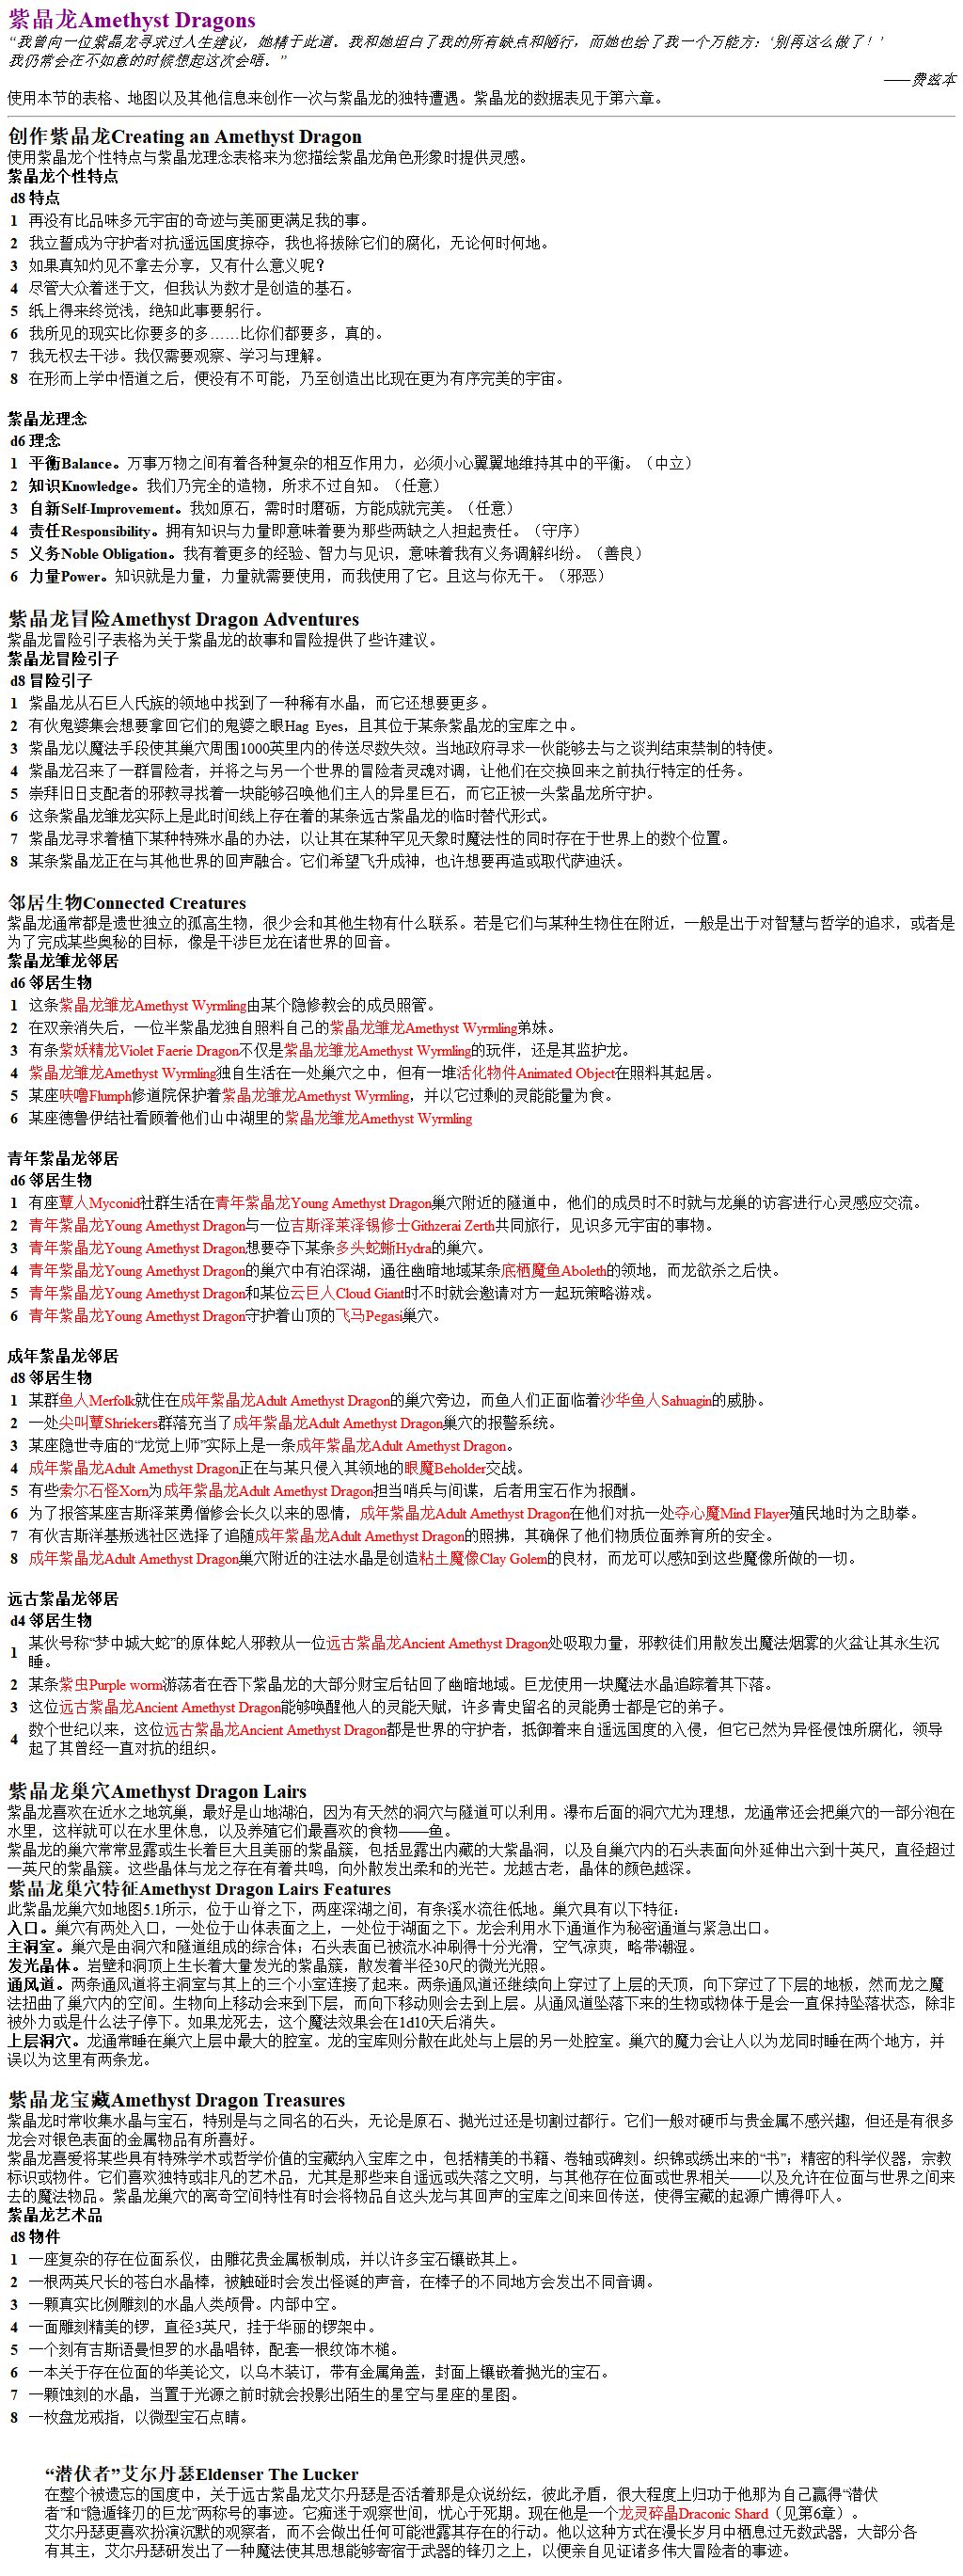 紫晶龙Amethyst Dragons
“我曾向一位紫晶龙寻求过人生建议，她精于此道。我和她坦白了我的所有缺点和陋行，而她也给了我一个万能方：‘别再这么做了！’
我仍常会在不如意的时候想起这次会晤。”
——费兹本
使用本节的表格、地图以及其他信息来创作一次与紫晶龙的独特遭遇。紫晶龙的数据表见于第六章。
创作紫晶龙Creating an Amethyst Dragon
使用紫晶龙个性特点与紫晶龙理念表格来为您描绘紫晶龙角色形象时提供灵感。
紫晶龙个性特点
d8 特点
1 再没有比品味多元宇宙的奇迹与美丽更满足我的事。
2 我立誓成为守护者对抗遥远国度掠夺，我也将拔除它们的腐化，无论何时何地。
3 如果真知灼见不拿去分享，又有什么意义呢？
4 尽管大众着迷于文，但我认为数才是创造的基石。
5 纸上得来终觉浅，绝知此事要躬行。
6 我所见的现实比你要多的多……比你们都要多，真的。
7 我无权去干涉。我仅需要观察、学习与理解。
8 在形而上学中悟道之后，便没有不可能，乃至创造出比现在更为有序完美的宇宙。
紫晶龙理念
d6 理念
1 平衡Balance。万事万物之间有着各种复杂的相互作用力，必须小心翼翼地维持其中的平衡。（中立）
2 知识Knowledge。我们乃完全的造物，所求不过自知。（任意）
3 自新Self-Improvement。我如原石，需时时磨砺，方能成就完美。（任意）
4 责任Responsibility。拥有知识与力量即意味着要为那些两缺之人担起责任。（守序）
5 义务Noble Obligation。我有着更多的经验、智力与见识，意味着我有义务调解纠纷。（善良）
6 力量Power。知识就是力量，力量就需要使用，而我使用了它。且这与你无干。（邪恶）
紫晶龙冒险Amethyst Dragon Adventures
紫晶龙冒险引子表格为关于紫晶龙的故事和冒险提供了些许建议。
紫晶龙冒险引子
d8 冒险引子
1 紫晶龙从石巨人氏族的领地中找到了一种稀有水晶，而它还想要更多。
2 有伙鬼婆集会想要拿回它们的鬼婆之眼Hag Eyes，且其位于某条紫晶龙的宝库之中。
3 紫晶龙以魔法手段使其巢穴周围1000英里内的传送尽数失效。当地政府寻求一伙能够去与之谈判结束禁制的特使。
4 紫晶龙召来了一群冒险者，并将之与另一个世界的冒险者灵魂对调，让他们在交换回来之前执行特定的任务。
5 崇拜旧日支配者的邪教寻找着一块能够召唤他们主人的异星巨石，而它正被一头紫晶龙所守护。
6 这条紫晶龙雏龙实际上是此时间线上存在着的某条远古紫晶龙的临时替代形式。
7 紫晶龙寻求着植下某种特殊水晶的办法，以让其在某种罕见天象时魔法性的同时存在于世界上的数个位置。
8 某条紫晶龙正在与其他世界的回声融合。它们希望飞升成神，也许想要再造或取代萨迪沃。
邻居生物Connected Creatures
紫晶龙通常都是遗世独立的孤高生物，很少会和其他生物有什么联系。若是它们与某种生物住在附近，一般是出于对智慧与哲学的追求，或者是
为了完成某些奥秘的目标，像是干涉巨龙在诸世界的回音。
紫晶龙雏龙邻居
d6 邻居生物
1 这条紫晶龙雏龙Amethyst Wyrmling由某个隐修教会的成员照管。
2 在双亲消失后，一位半紫晶龙独自照料自己的紫晶龙雏龙Amethyst Wyrmling弟妹。
3 有条紫妖精龙Violet Faerie Dragon不仅是紫晶龙雏龙Amethyst Wyrmling的玩伴，还是其监护龙。
4 紫晶龙雏龙Amethyst Wyrmling独自生活在一处巢穴之中，但有一堆活化物件Animated Object在照料其起居。
5 某座呋噜Flumph修道院保护着紫晶龙雏龙Amethyst Wyrmling，并以它过剩的灵能能量为食。
6 某座德鲁伊结社看顾着他们山中湖里的紫晶龙雏龙Amethyst Wyrmling
青年紫晶龙邻居
d6 邻居生物
1 有座蕈人Myconid社群生活在青年紫晶龙Young Amethyst Dragon巢穴附近的隧道中，他们的成员时不时就与龙巢的访客进行心灵感应交流。
2 青年紫晶龙Young Amethyst Dragon与一位吉斯泽莱泽锡修士Githzerai Zerth共同旅行，见识多元宇宙的事物。
3 青年紫晶龙Young Amethyst Dragon想要夺下某条多头蛇蜥Hydra的巢穴。
4 青年紫晶龙Young Amethyst Dragon的巢穴中有泊深湖，通往幽暗地域某条底栖魔鱼Aboleth的领地，而龙欲杀之后快。
5 青年紫晶龙Young Amethyst Dragon和某位云巨人Cloud Giant时不时就会邀请对方一起玩策略游戏。
6 青年紫晶龙Young Amethyst Dragon守护着山顶的飞马Pegasi巢穴。
成年紫晶龙邻居
d8 邻居生物
1 某群鱼人Merfolk就住在成年紫晶龙Adult Amethyst Dragon的巢穴旁边，而鱼人们正面临着沙华鱼人Sahuagin的威胁。
2 一处尖叫蕈Shriekers群落充当了成年紫晶龙Adult Amethyst Dragon巢穴的报警系统。
3 某座隐世寺庙的“龙觉上师”实际上是一条成年紫晶龙Adult Amethyst Dragon。
4 成年紫晶龙Adult Amethyst Dragon正在与某只侵入其领地的眼魔Beholder交战。
5 有些索尔石怪Xorn为成年紫晶龙Adult Amethyst Dragon担当哨兵与间谍，后者用宝石作为报酬。
6 为了报答某座吉斯泽莱勇僧修会长久以来的恩情，成年紫晶龙Adult Amethyst Dragon在他们对抗一处夺心魔Mind Flayer殖民地时为之助拳。
7 有伙吉斯洋基叛逃社区选择了追随成年紫晶龙Adult Amethyst Dragon的照拂，其确保了他们物质位面养育所的安全。
8 成年紫晶龙Adult Amethyst Dragon巢穴附近的注法水晶是创造粘土魔像Clay Golem的良材，而龙可以感知到这些魔像所做的一切。
远古紫晶龙邻居
d4 邻居生物
1 某伙号称“梦中城大蛇”的原体蛇人邪教从一位远古紫晶龙Ancient Amethyst Dragon处吸取力量，邪教徒们用散发出魔法烟雾的火盆让其永生沉
睡。
2 某条紫虫Purple worm游荡者在吞下紫晶龙的大部分财宝后钻回了幽暗地域。巨龙使用一块魔法水晶追踪着其下落。
3 这位远古紫晶龙Ancient Amethyst Dragon能够唤醒他人的灵能天赋，许多青史留名的灵能勇士都是它的弟子。
4 数个世纪以来，这位远古紫晶龙Ancient Amethyst Dragon都是世界的守护者，抵御着来自遥远国度的入侵，但它已然为异怪侵蚀所腐化，领导
起了其曾经一直对抗的组织。
紫晶龙巢穴Amethyst Dragon Lairs
紫晶龙喜欢在近水之地筑巢，最好是山地湖泊，因为有天然的洞穴与隧道可以利用。瀑布后面的洞穴尤为理想，龙通常还会把巢穴的一部分泡在
水里，这样就可以在水里休息，以及养殖它们最喜欢的食物——鱼。
紫晶龙的巢穴常常显露或生长着巨大且美丽的紫晶簇，包括显露出内藏的大紫晶洞，以及自巢穴内的石头表面向外延伸出六到十英尺，直径超过
一英尺的紫晶簇。这些晶体与龙之存在有着共鸣，向外散发出柔和的光芒。龙越古老，晶体的颜色越深。
紫晶龙巢穴特征Amethyst Dragon Lairs Features
此紫晶龙巢穴如地图5.1所示，位于山脊之下，两座深湖之间，有条溪水流往低地。巢穴具有以下特征：
入口。巢穴有两处入口，一处位于山体表面之上，一处位于湖面之下。龙会利用水下通道作为秘密通道与紧急出口。
主洞室。巢穴是由洞穴和隧道组成的综合体；石头表面已被流水冲刷得十分光滑，空气凉爽，略带潮湿。
发光晶体。岩壁和洞顶上生长着大量发光的紫晶簇，散发着半径30尺的微光光照。
通风道。两条通风道将主洞室与其上的三个小室连接了起来。两条通风道还继续向上穿过了上层的天顶，向下穿过了下层的地板，然而龙之魔
法扭曲了巢穴内的空间。生物向上移动会来到下层，而向下移动则会去到上层。从通风道坠落下来的生物或物体于是会一直保持坠落状态，除非
被外力或是什么法子停下。如果龙死去，这个魔法效果会在1d10天后消失。
上层洞穴。龙通常睡在巢穴上层中最大的腔室。龙的宝库则分散在此处与上层的另一处腔室。巢穴的魔力会让人以为龙同时睡在两个地方，并
误以为这里有两条龙。
紫晶龙宝藏Amethyst Dragon Treasures
紫晶龙时常收集水晶与宝石，特别是与之同名的石头，无论是原石、抛光过还是切割过都行。它们一般对硬币与贵金属不感兴趣，但还是有很多
龙会对银色表面的金属物品有所喜好。
紫晶龙喜爱将某些具有特殊学术或哲学价值的宝藏纳入宝库之中，包括精美的书籍、卷轴或碑刻。织锦或绣出来的“书”；精密的科学仪器，宗教
标识或物件。它们喜欢独特或非凡的艺术品，尤其是那些来自遥远或失落之文明，与其他存在位面或世界相关——以及允许在位面与世界之间来
去的魔法物品。紫晶龙巢穴的离奇空间特性有时会将物品自这头龙与其回声的宝库之间来回传送，使得宝藏的起源广博得吓人。
紫晶龙艺术品
d8 物件
1 一座复杂的存在位面系仪，由雕花贵金属板制成，并以许多宝石镶嵌其上。
2 一根两英尺长的苍白水晶棒，被触碰时会发出怪诞的声音，在棒子的不同地方会发出不同音调。
3 一颗真实比例雕刻的水晶人类颅骨。内部中空。
4 一面雕刻精美的锣，直径3英尺，挂于华丽的锣架中。
5 一个刻有吉斯语曼怛罗的水晶唱钵，配套一根纹饰木槌。
6 一本关于存在位面的华美论文，以乌木装订，带有金属角盖，封面上镶嵌着抛光的宝石。
7 一颗蚀刻的水晶，当置于光源之前时就会投影出陌生的星空与星座的星图。
8 一枚盘龙戒指，以微型宝石点睛。
“潜伏者”艾尔丹瑟Eldenser The Lucker
在整个被遗忘的国度中，关于远古紫晶龙艾尔丹瑟是否活着那是众说纷纭，彼此矛盾，很大程度上归功于他那为自己赢得“潜伏
者”和“隐遁锋刃的巨龙”两称号的事迹。它痴迷于观察世间，忧心于死期。现在他是一个龙灵碎晶Draconic Shard（见第6章）。
艾尔丹瑟更喜欢扮演沉默的观察者，而不会做出任何可能泄露其存在的行动。他以这种方式在漫长岁月中栖息过无数武器，大部分各
有其主，艾尔丹瑟研发出了一种魔法使其思想能够寄宿于武器的锋刃之上，以便亲自见证诸多伟大冒险者的事迹。